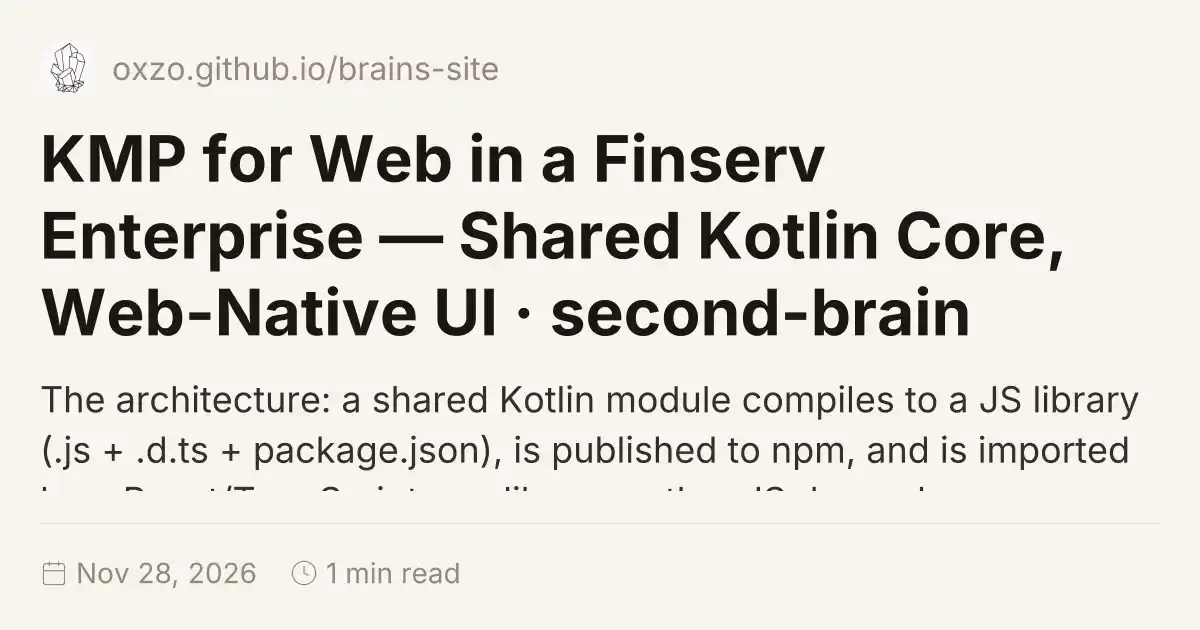 oxzo.github.io/brains-site
KMP for Web in a Finserv
Enterprise — Shared Kotlin Core,
Web-Native UI · second-brain
The architecture: a shared Kotlin module compiles to a JS library
(.js + .d.ts + package.json), is published to npm, and is imported
Nov 28, 2026
1 min read